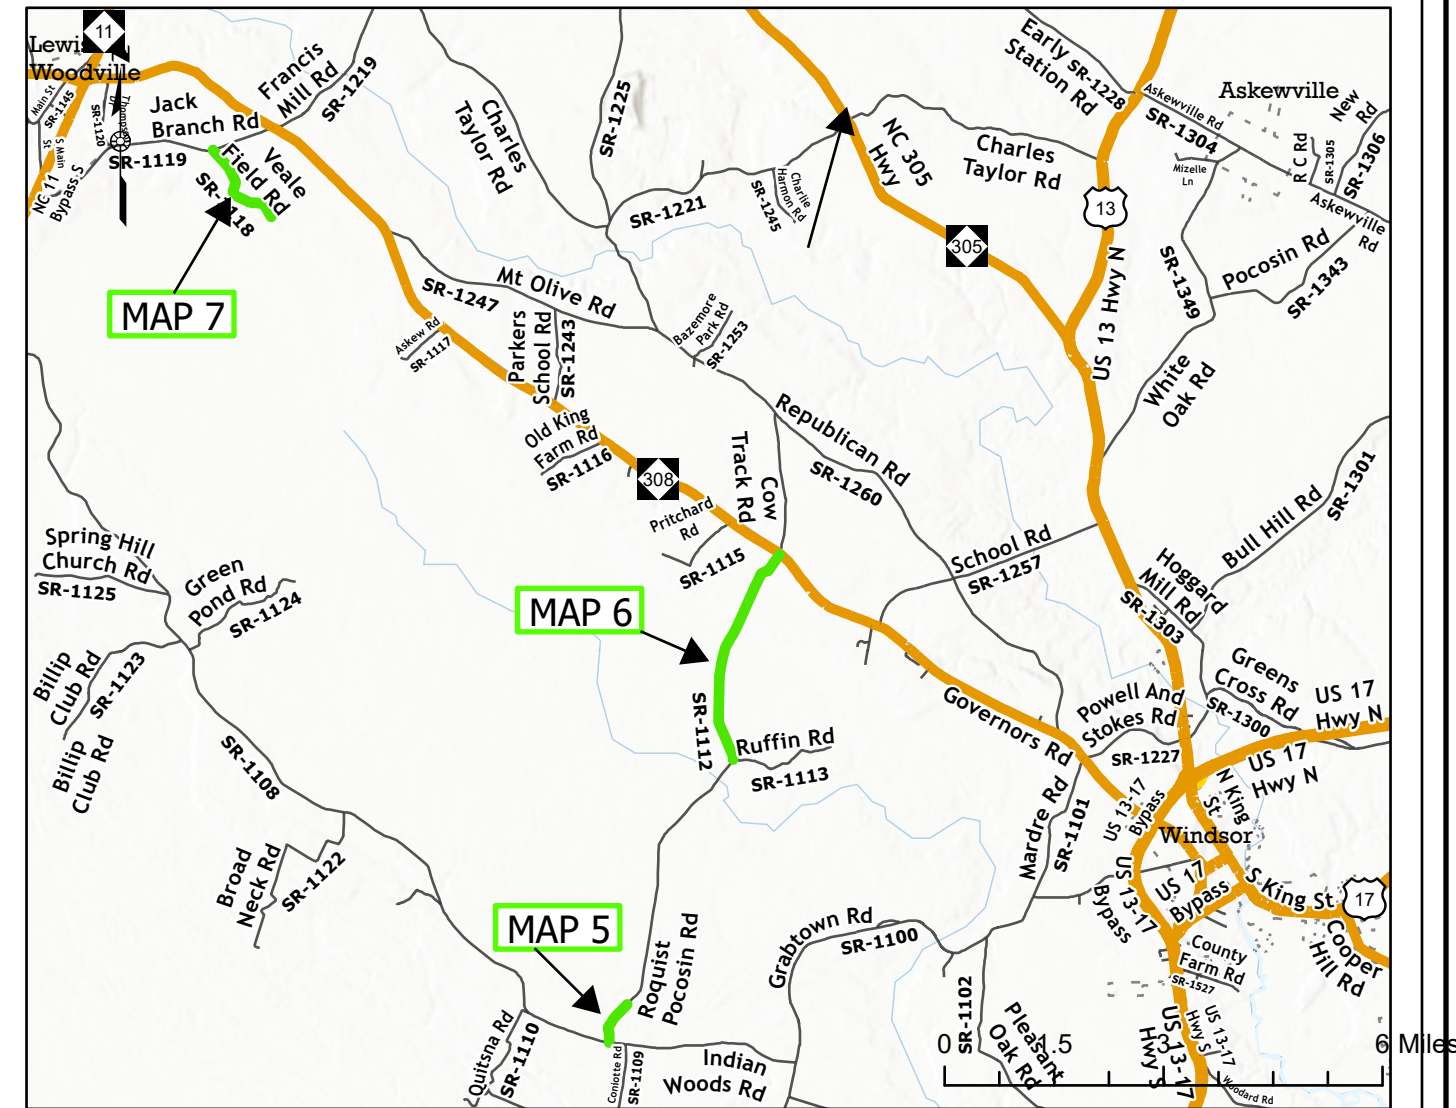 11
Woodville
Main St
SR-1145
SR-1120
S Main
St
NC 11
Bypass S
Jack
Branch Rd
SR-1119
Francis
Mill Rd
SR-1219
Veale
Field Rd
MAP 7
Charles
Taylor Rd
SR-1225
SR-1221
Charlie
Harmon Rd
SR-1245
NC 305
Hwy
305
Charles
Taylor Rd
Early
Station Rd
SR-1228
13
US 13 Hwy N
Askewville Rd
SR-1304
Askewville
New
Rd
R C Rd
SR-1305
SR-1306
Mizelle
Ln
Askewville
Rd
Pocosin Rd
SR-1343
SR-1349
White
Oak Rd
Mt Olive Rd
SR-1247
Askew Rd
SR-1117
Parkers
School Rd
SR-1243
Bazemore
Park Rd
SR-1253
Old King
Farm Rd
SR-1116
308
Pritchard
Rd
SR-1115
Cow
Track Rd
Republican Rd
SR-1260
School Rd
SR-1257
Bull Hill Rd
SR-1301
Hoggard
Mill Rd
SR-1303
Spring Hill
Church Rd
SR-1125
Green
Pond Rd
SR-1124
Billip
Club Rd
SR-1123
Billip
Club Rd
SR-1108
MAP 6
SR-1112
Ruffin Rd
SR-1113
Governors Rd
Powell And
Stokes Rd
SR-1227
Greens
Cross Rd
SR-1300
US 17
Hwy N
US 17
Hwy N
N King
St
US 13-17
Bypass
Windsor
Mardre Rd
SR-1101
US 13-17
Bypass
US 17
Bypass
S King St
17
Cooper
Hill Rd
County
Farm Rd
SR-1527
Broad
Neck Rd
SR-1122
MAP 5
Roquist
Pocosin Rd
Grabtown Rd
SR-1100
SR-1102
Pleasant
Oak Rd
Quitsna Rd
SR-1110
Coniotte Rd
SR-1109
Indian
Woods Rd
US 13-17
Hwy S
US 13-17
Hwy S
Woodard Rd
0
3
6 Miles